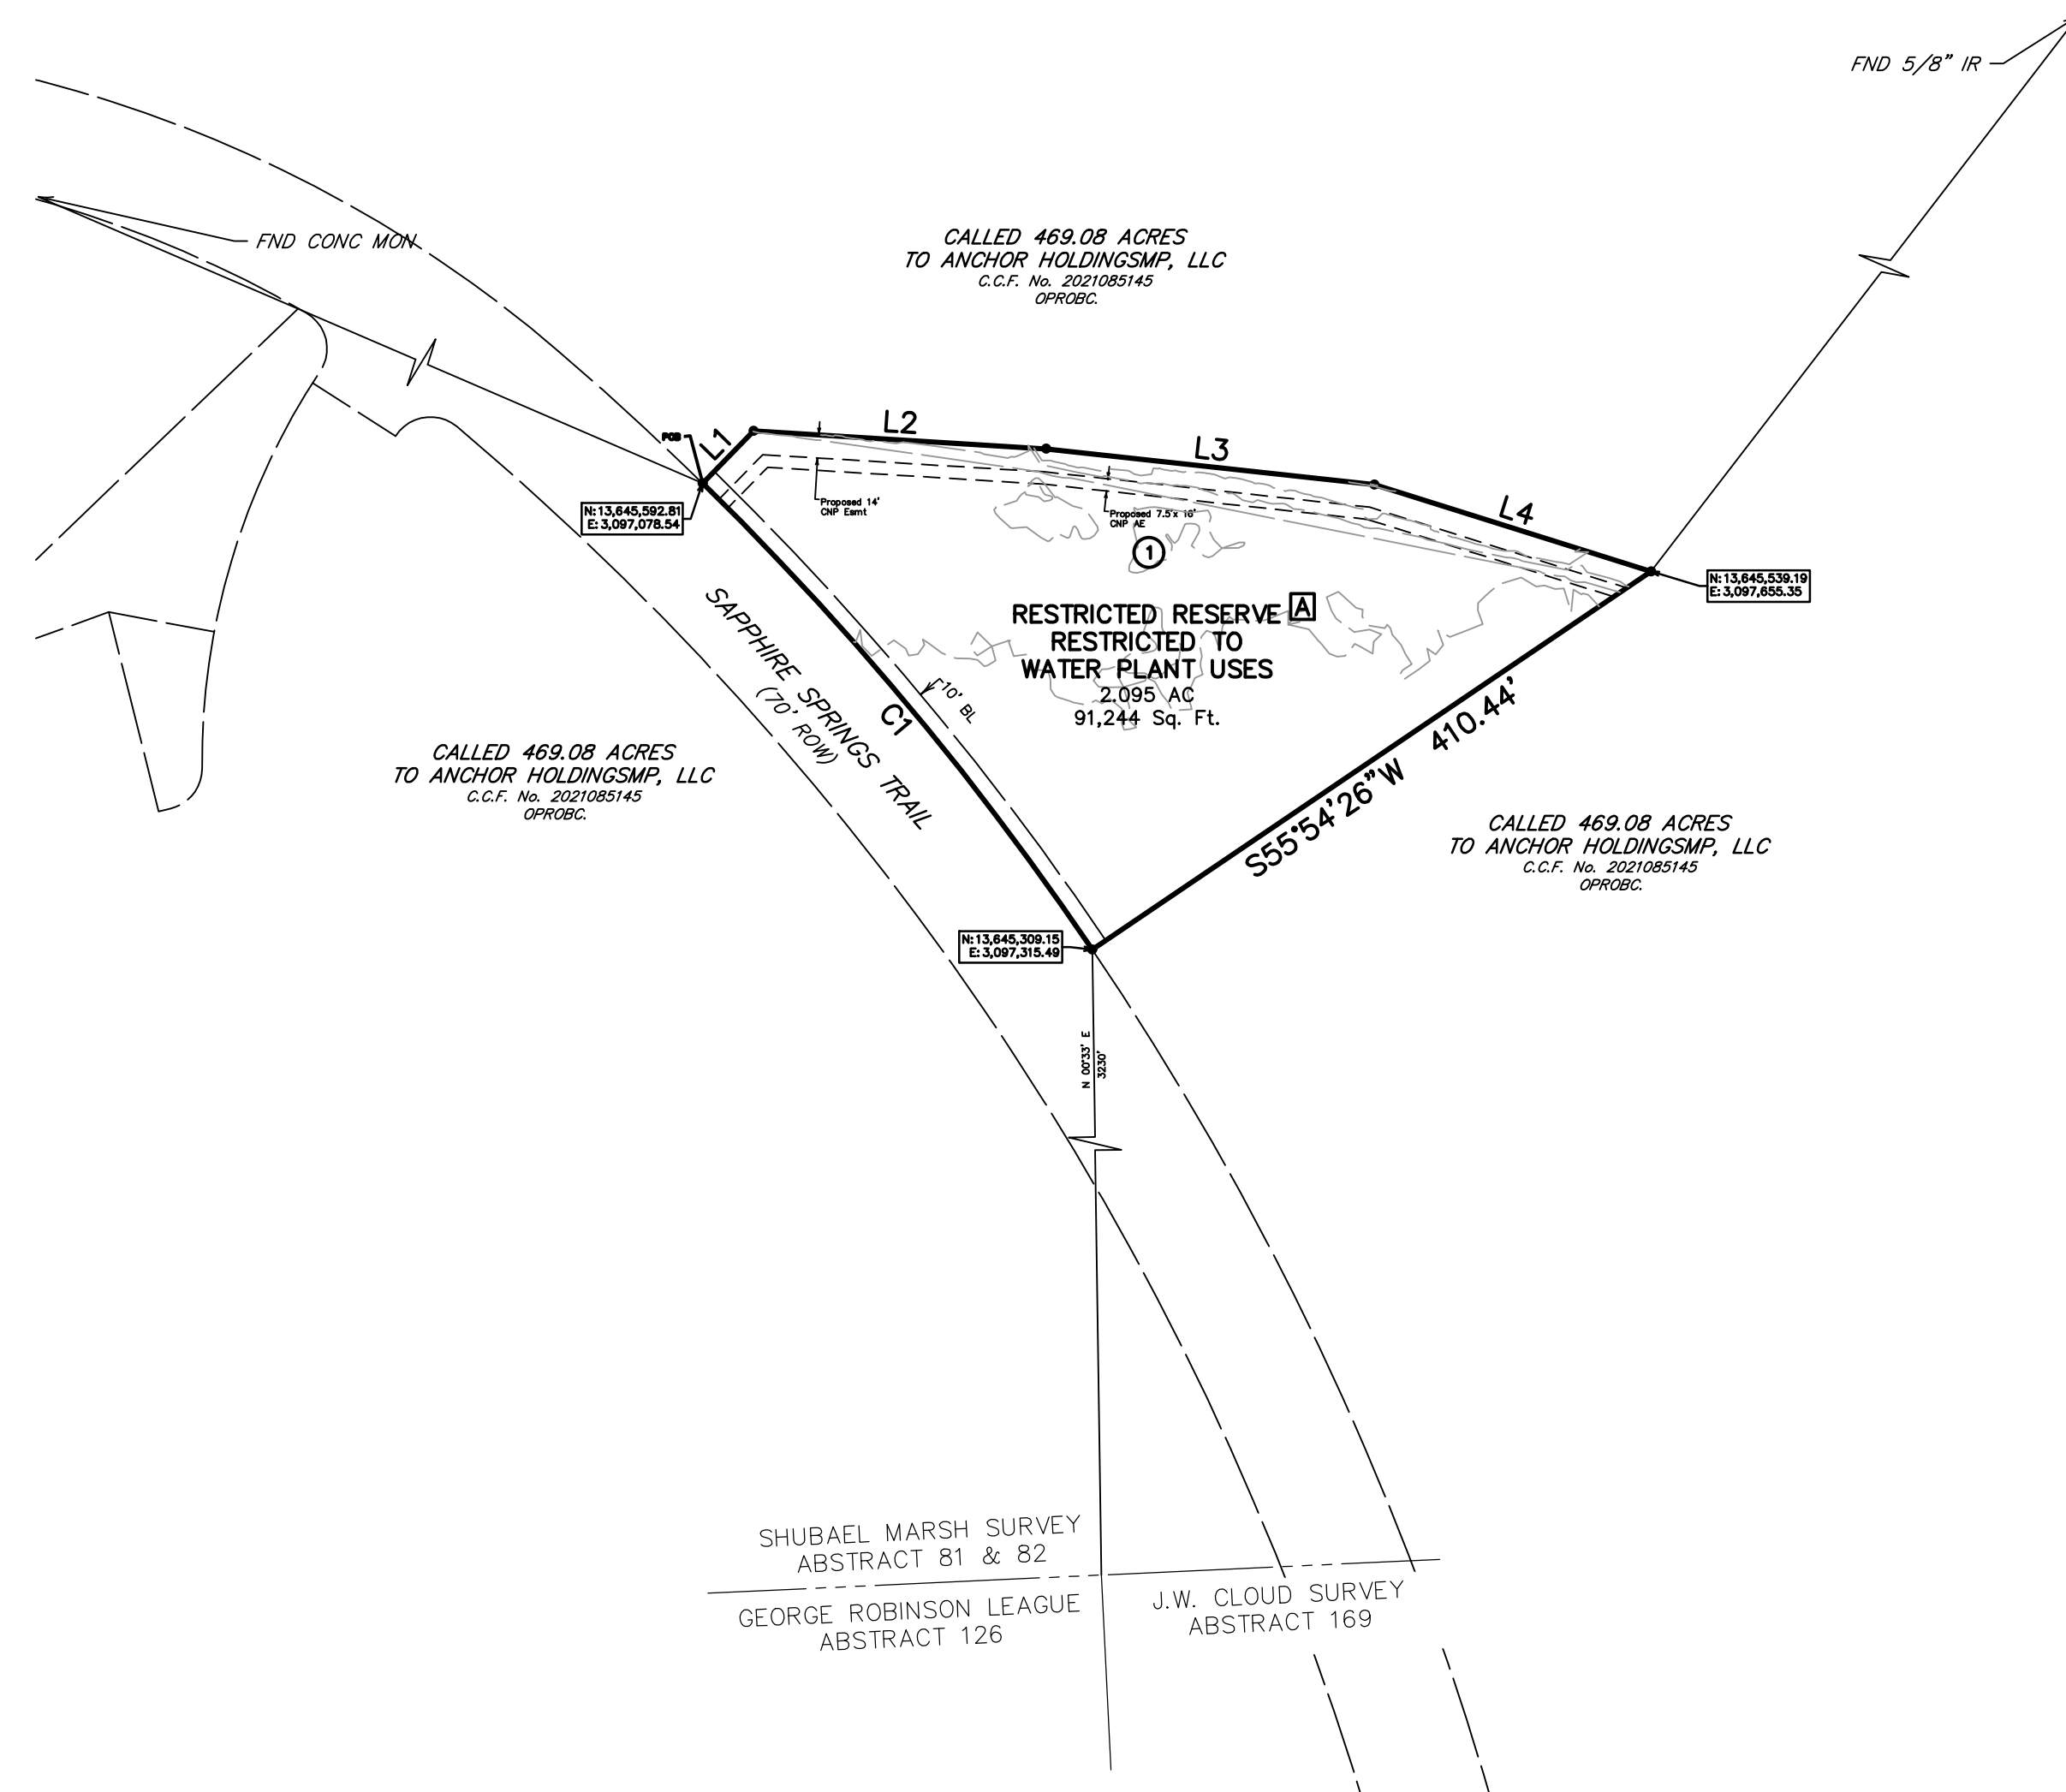 FND 5/8" IR
FND CONC MON
CALLED 469.08 ACRES
TO ANCHOR HOLDINGSMP, LLC
C.C.F. No. 2021085145
OPROBC.
POB
L1
L2
L3
L4
N: 13,645,592.81
E: 3,097,078.54
Proposed 14'
CNP Esmt
Proposed 7.5'x 16'
CNP AE
1
N: 13,645,539.19
E: 3,097,655.35
RESTRICTED RESERVE A
RESTRICTED TO
WATER PLANT USES
2.095 AC
91,244 Sq. Ft.
SAPPHIRE SPRINGS TRAIL
(70' ROW)
C1
10' BL
S55°54'26"W 410.44'
CALLED 469.08 ACRES
TO ANCHOR HOLDINGSMP, LLC
C.C.F. No. 2021085145
OPROBC.
CALLED 469.08 ACRES
TO ANCHOR HOLDINGSMP, LLC
C.C.F. No. 2021085145
OPROBC.
N: 13,645,309.15
E: 3,097,315.49
N 00°33' E
3230'
SHUBAEL MARSH SURVEY
ABSTRACT 81 & 82
GEORGE ROBINSON LEAGUE
ABSTRACT 126
J.W. CLOUD SURVEY
ABSTRACT 169